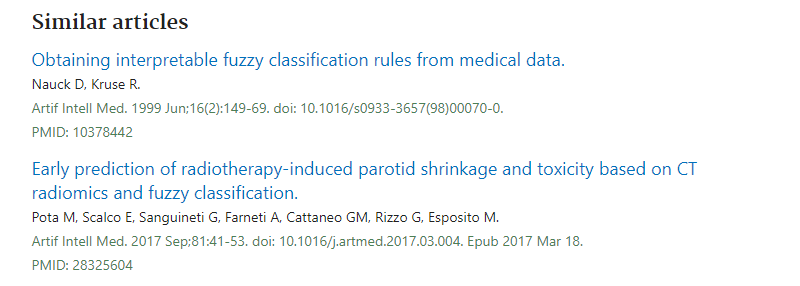 Similar articles
Obtaining interpretable fuzzy classification rules from medical data.
Nauck D, Kruse R.
Artif Intell Med. 1999 Jun;16(2):149-69. doi: 10.1016/s0933-3657(98)00070-0.
PMID: 10378442
Early prediction of radiotherapy-induced parotid shrinkage and toxicity based on CT
radiomics and fuzzy classification.
Pota M, Scalco E, Sanguineti G, Farneti A, Cattaneo GM, Rizzo G, Esposito M.
Artif Intell Med. 2017 Sep;81:41-53. doi: 10.1016/j.artmed.2017.03.004. Epub 2017 Mar 18.
PMID: 28325604